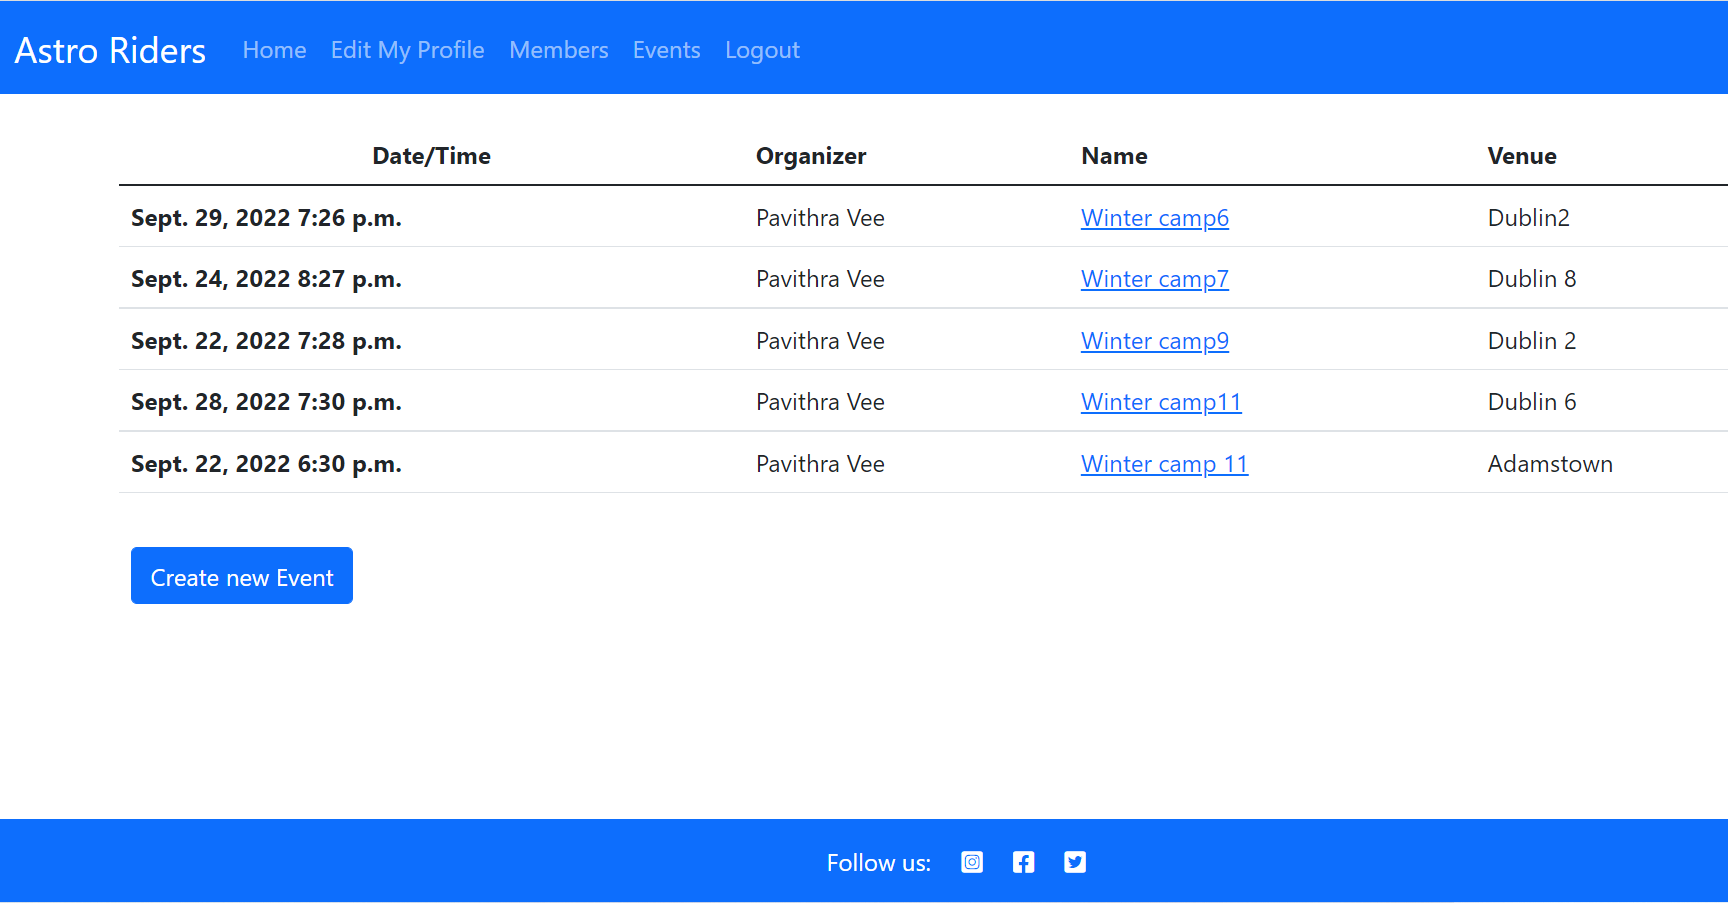 Astro Riders Home Edit My Profile Members Events Logout
Date/Time Organizer Name Venue
Sept. 29, 2022 7:26 p.m. Pavithra Vee Winter camp6 Dublin2
Sept. 24, 2022 8:27 p.m. Pavithra Vee Winter camp7 Dublin 8
Sept. 22, 2022 7:28 p.m. Pavithra Vee Winter camp9 Dublin 2
Sept. 28, 2022 7:30 p.m. Pavithra Vee Winter camp11 Dublin 6
Sept. 22, 2022 6:30 p.m. Pavithra Vee Winter camp 11 Adamstown
Create new Event
Follow us: